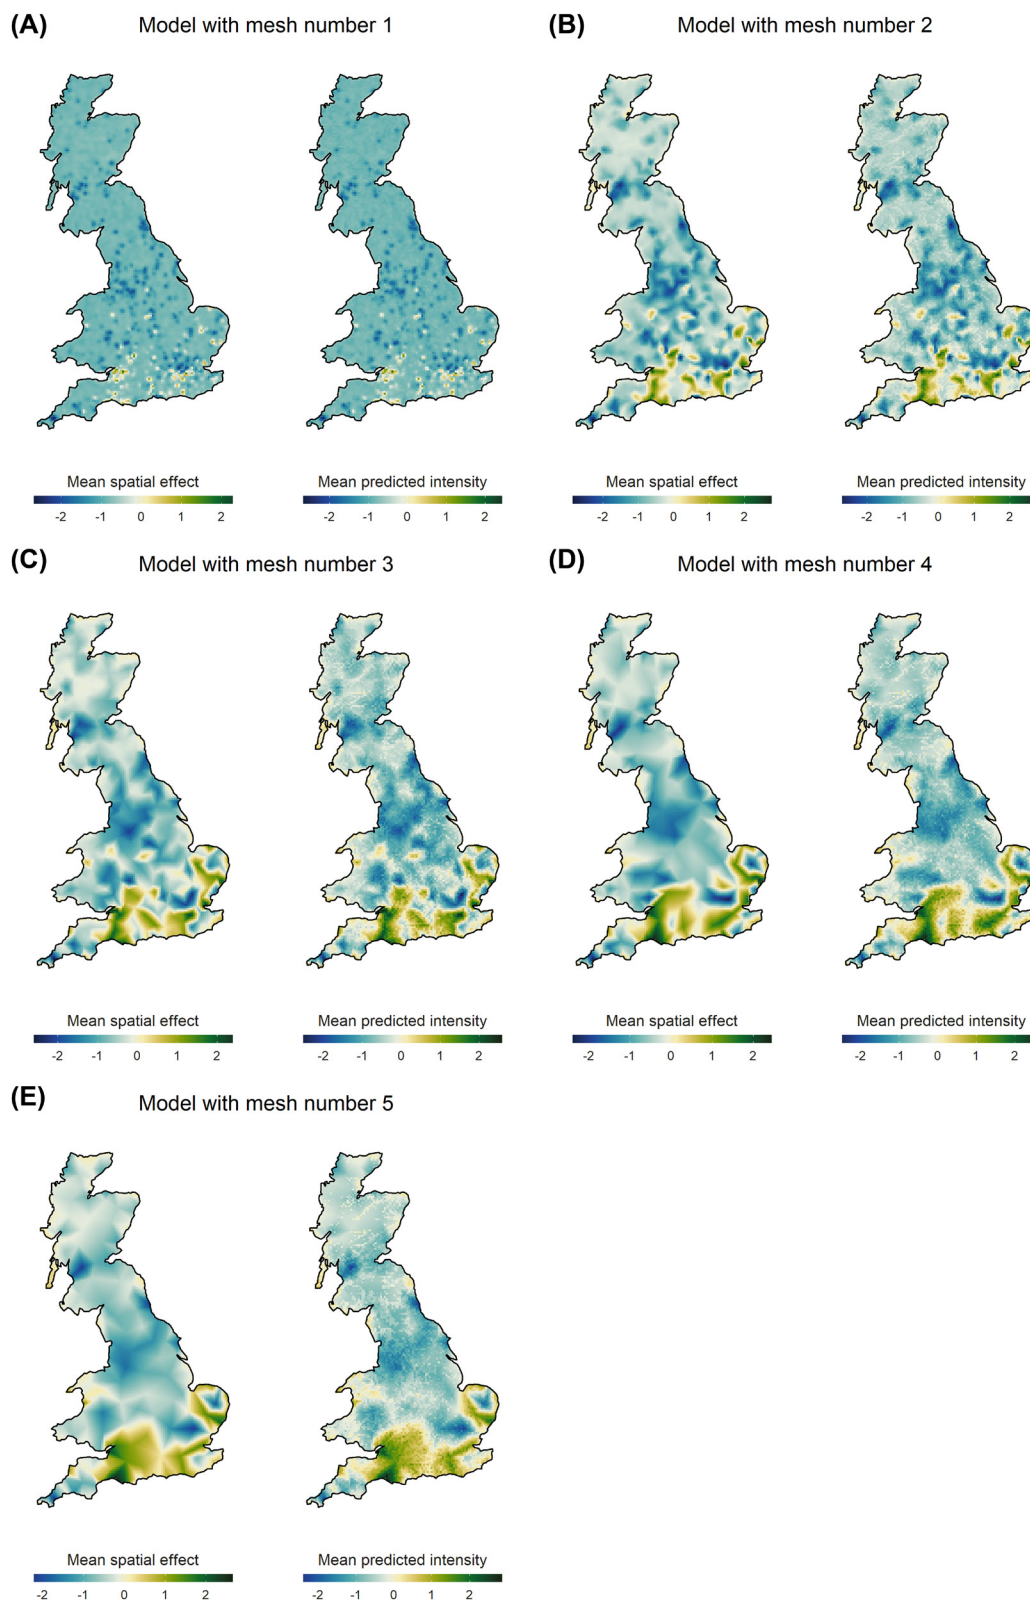 (A) Model with mesh number 1
(B) Model with mesh number 2
Mean spatial effect
-2 -1 0 1 2
Mean predicted intensity
-2 -1 0 1 2
Mean spatial effect
-2 -1 0 1 2
Mean predicted intensity
-2 -1 0 1 2
(C) Model with mesh number 3
(D) Model with mesh number 4
Mean spatial effect
-2 -1 0 1 2
Mean predicted intensity
-2 -1 0 1 2
Mean spatial effect
-2 -1 0 1 2
Mean predicted intensity
-2 -1 0 1 2
(E) Model with mesh number 5
Mean spatial effect
-2 -1 0 1 2
Mean predicted intensity
-2 -1 0 1 2